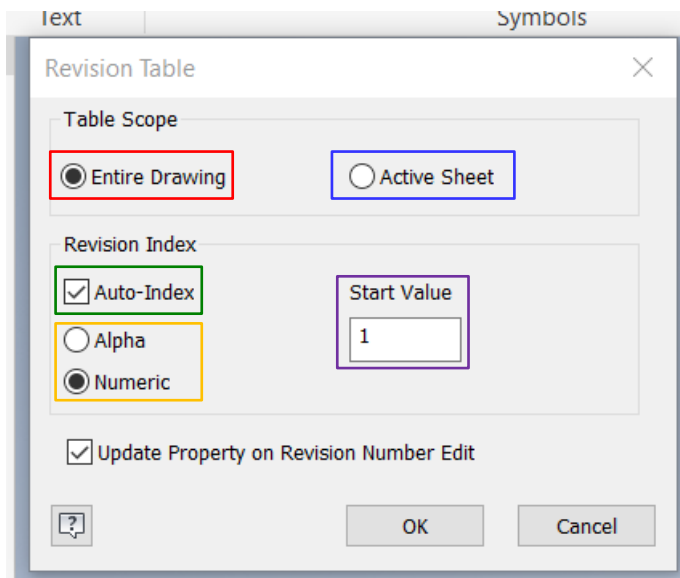 Text Symbols
Revision Table
Table Scope
Entire Drawing Active Sheet
Revision Index
Auto-Index Start Value
Alpha 1
Numeric
Update Property on Revision Number Edit
? OK Cancel